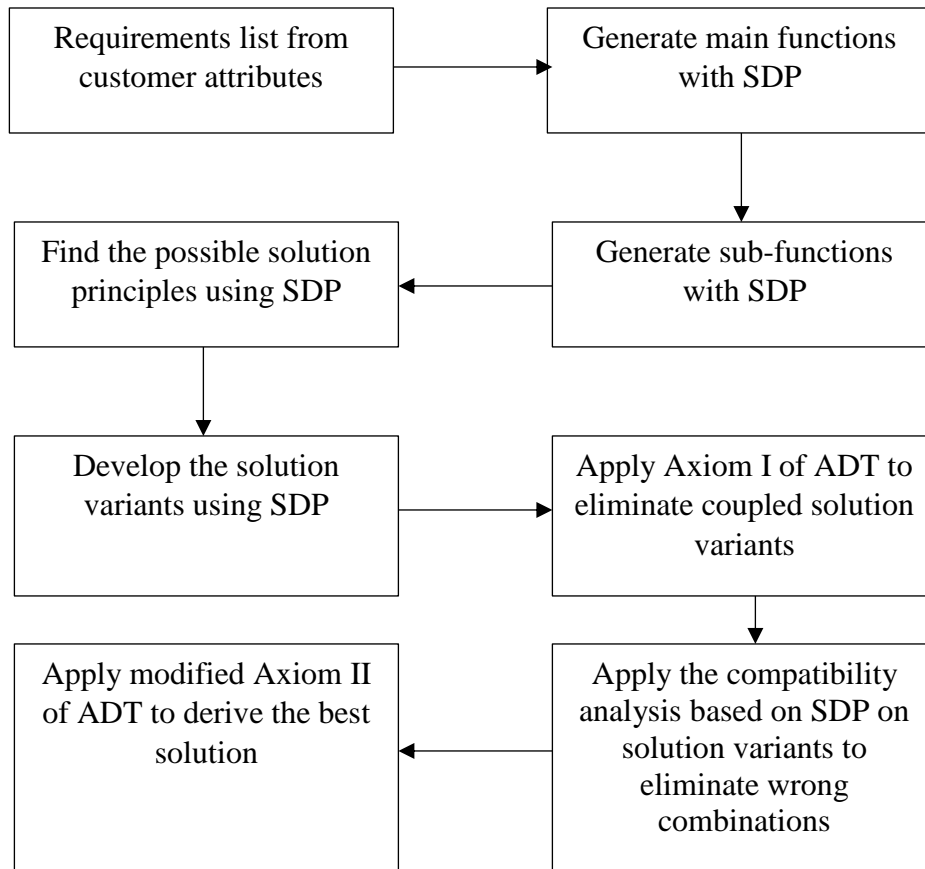 Requirements list from
customer attributes
Generate main functions
with SDP
Generate sub-functions
with SDP
Find the possible solution
principles using SDP
Develop the solution
variants using SDP
Apply Axiom I of ADT to
eliminate coupled solution
variants
Apply the compatibility
analysis based on SDP on
solution variants to
eliminate wrong
combinations
Apply modified Axiom II
of ADT to derive the best
solution